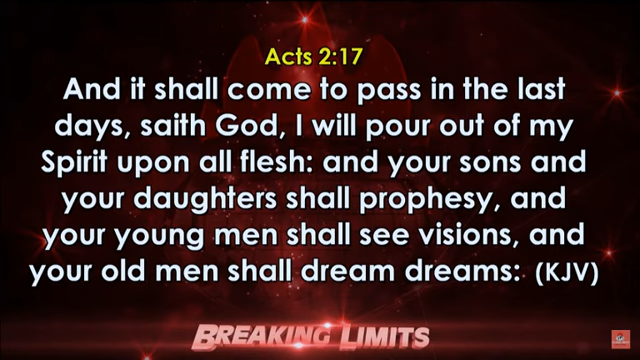 Acts 2:17
And it shall come to pass in the last
days, saith God, I will pour out of my
Spirit upon all flesh: and your sons and
your daughters shall prophesy, and
your young men shall see visions, and
your old men shall dream dreams: (KJV)
BREAKING LIMITS